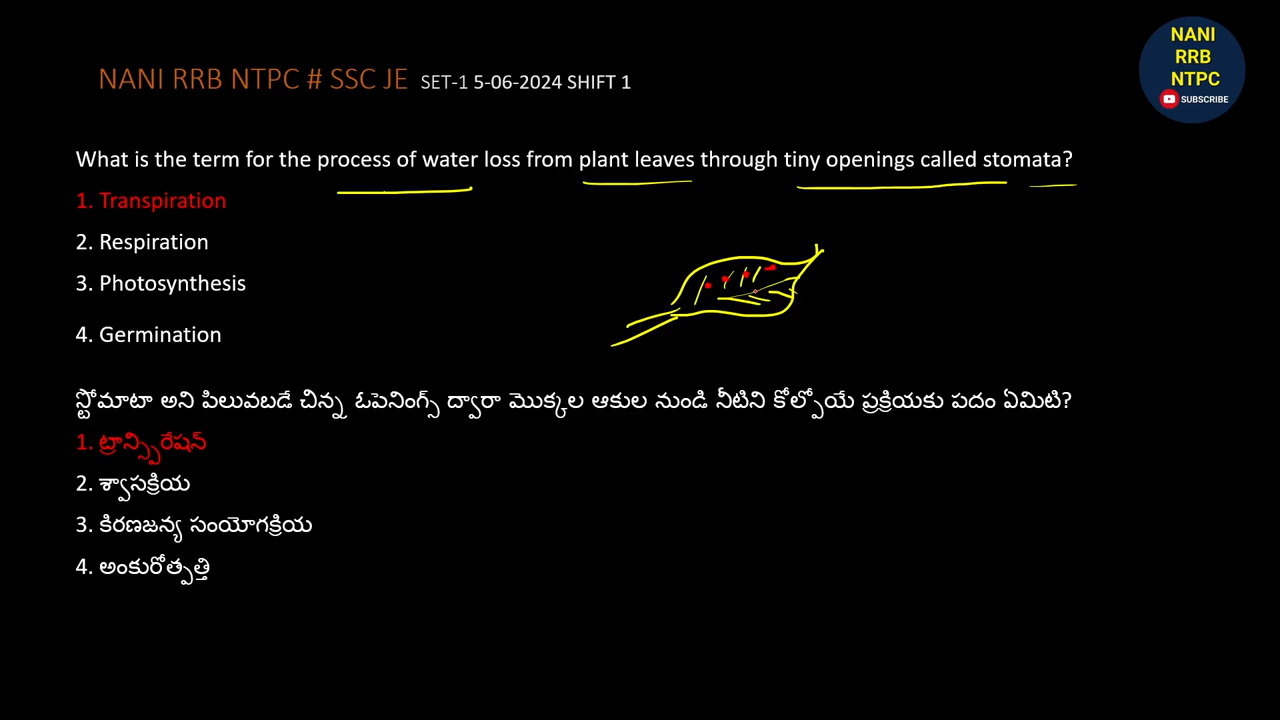 NANI RRB NTPC # SSC JE SET-1 5-06-2024 SHIFT 1
NANI
RRB
NTPC
SUBSCRIBE
What is the term for the process of water loss from plant leaves through tiny openings called stomata?
1. Transpiration
2. Respiration
3. Photosynthesis
4. Germination
స్టోమాటా అని పిలువబడే చిన్న ఓపెనింగ్స్ ద్వారా మొక్కల ఆకుల నుండి నీటిని కోల్పోయే ప్రక్రియకు పదం ఏమిటి?
1. ట్రాన్స్పిరేషన్
2. శ్వాసక్రియ
3. కిరణజన్య సంయోగక్రియ
4. అంకురోత్పత్తి